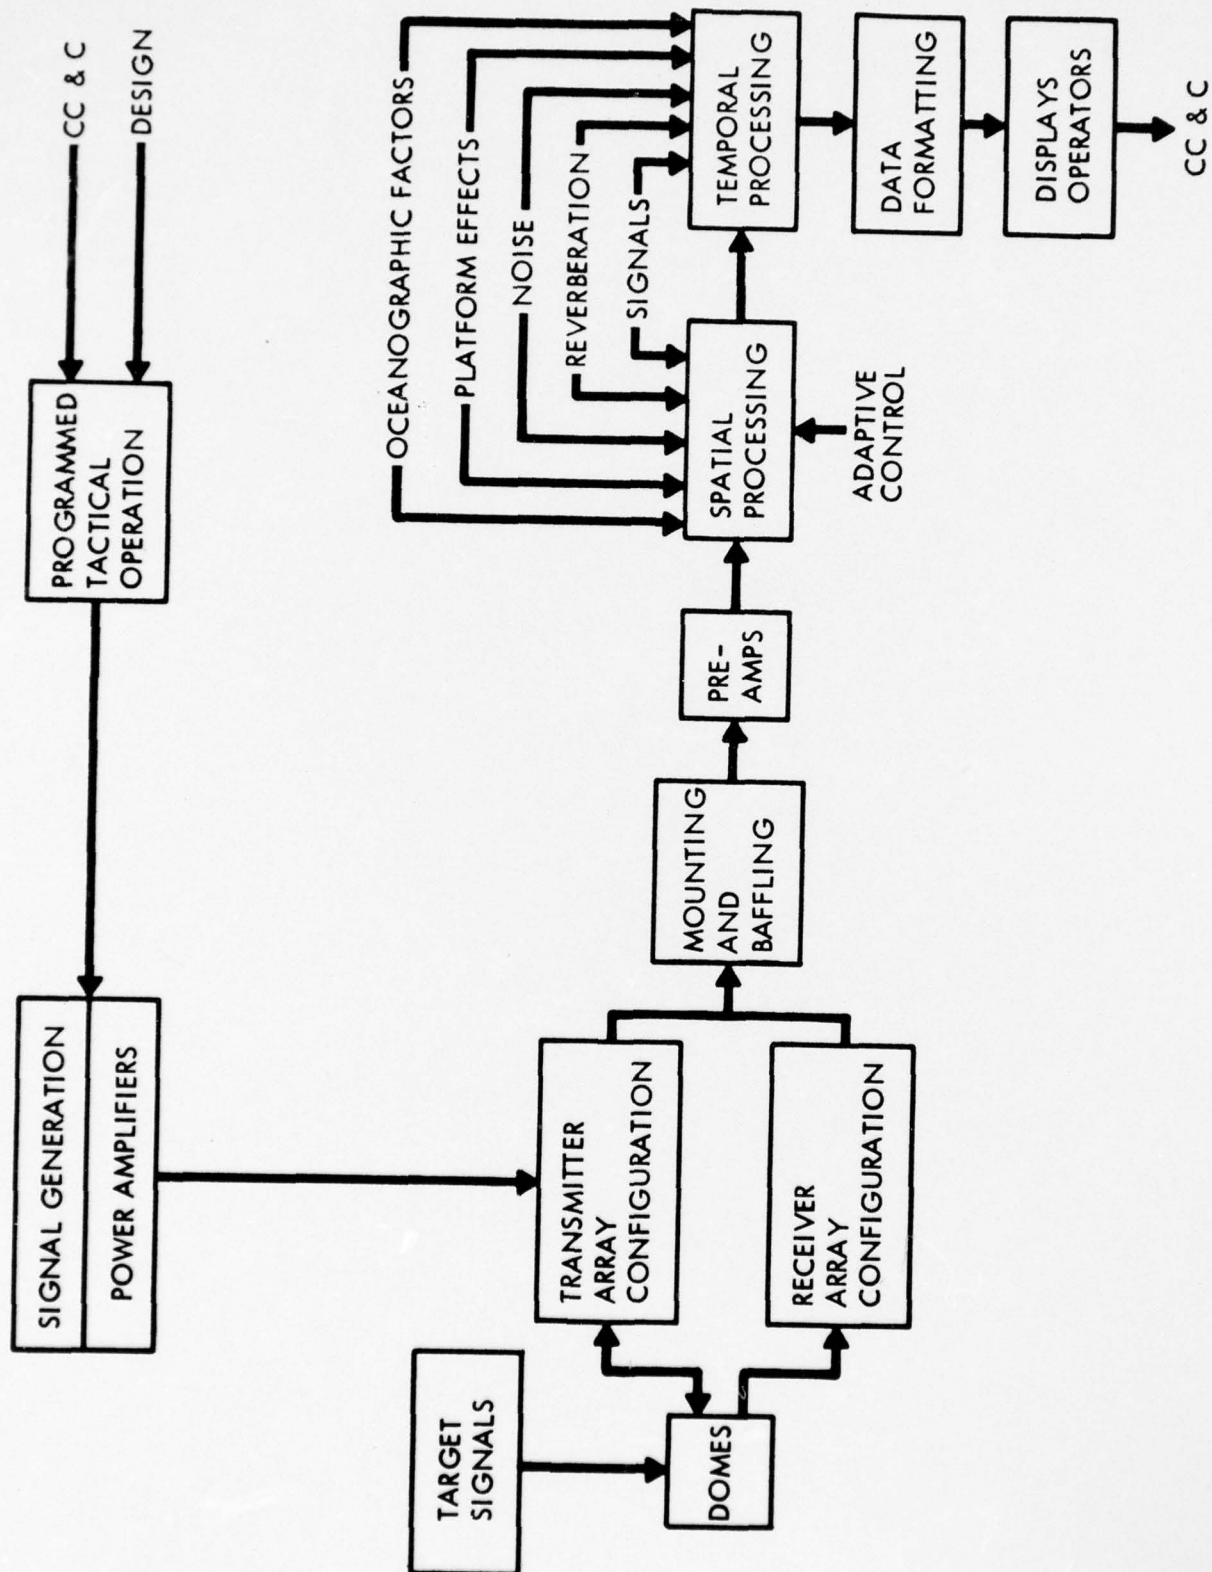 SIGNAL GENERATION
POWER AMPLIFIERS
PROGRAMMED
TACTICAL
OPERATION
CC & C
DESIGN
TARGET
SIGNALS
DOMES
TRANSMITTER
ARRAY
CONFIGURATION
RECEIVER
ARRAY
CONFIGURATION
MOUNTING
AND
BAFFLING
PRE-
AMPS
OCEANOGRAPHIC FACTORS
PLATFORM EFFECTS
NOISE
REVERBERATION
SIGNALS
SPATIAL
PROCESSING
ADAPTIVE
CONTROL
TEMPORAL
PROCESSING
DATA
FORMATTING
DISPLAYS
OPERATORS
CC & C